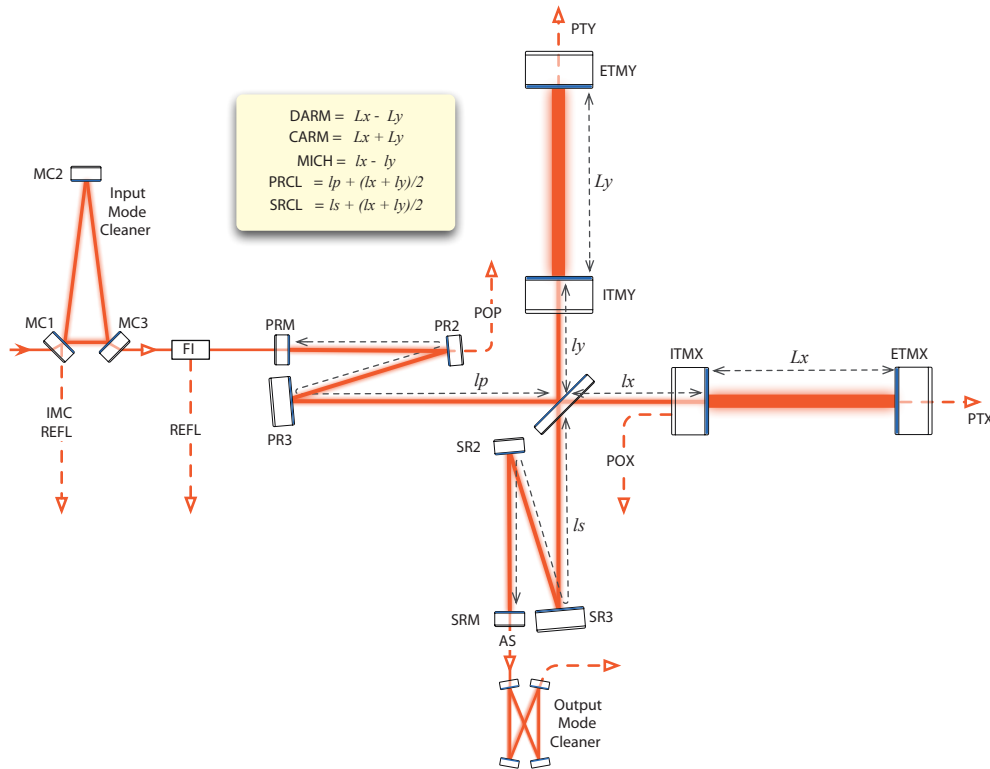 PTY
ETMY
DARM = Lx - Ly
CARM = Lx + Ly
MICH = lx - ly
PRCL = lp + (lx + ly)/2
SRCL = ls + (lx + ly)/2
MC2
Input
Mode
Cleaner
Ly
ITMY
MC1
MC3
FI
PRM
PR2
POP
ly
ITMX
Lx
ETMX
lp
lx
IMC
REFL
REFL
PR3
SR2
POX
PTX
ls
SRM
SR3
AS
Output
Mode
Cleaner